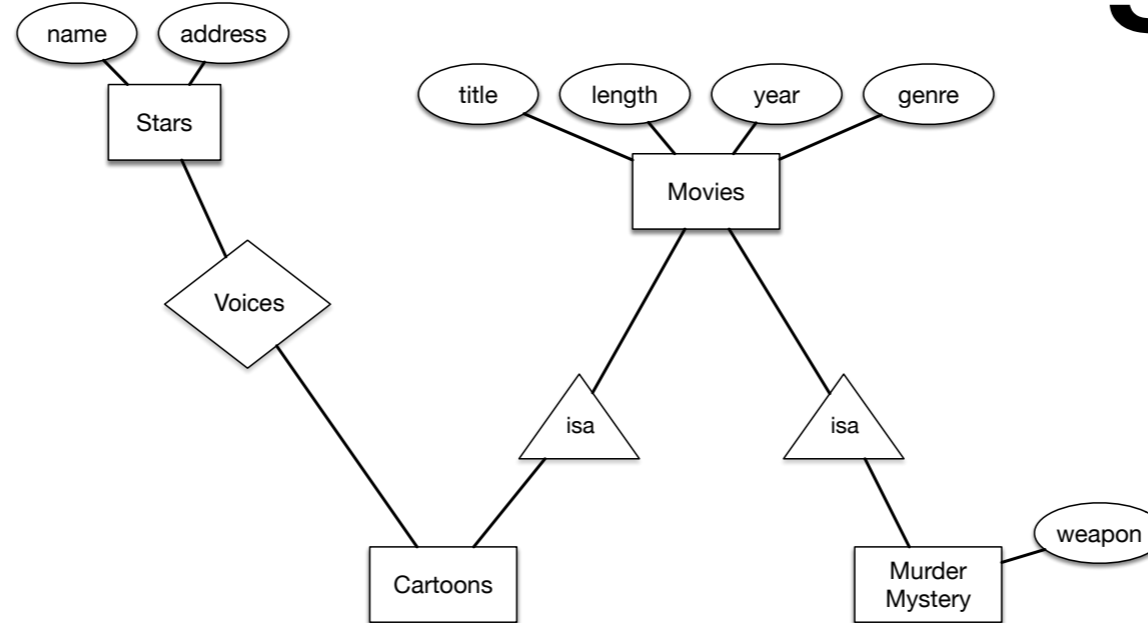 name
address
Stars
title
length
year
genre
Movies
Voices
isa
isa
weapon
Cartoons
Murder
Mystery